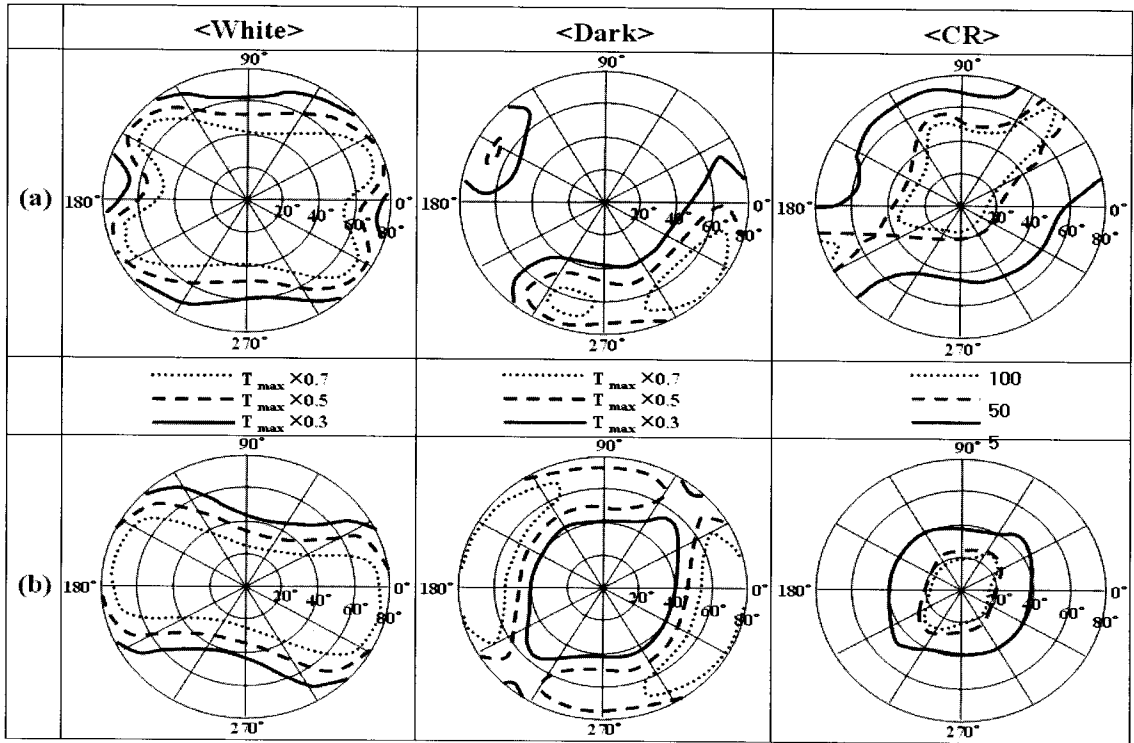 <White> <Dark> <CR>
90° 90° 90°
(a)
180° 20° 40° 60° 80° 0°
180° 20° 40° 60° 80° 0°
180° 20° 40° 60° 80° 0°
270° 270° 270°
T max ×0.7
T max ×0.5
T max ×0.3
T max ×0.7
T max ×0.5
T max ×0.3
100
50
5
90° 90° 90°
(b)
180° 20° 40° 60° 80° 0°
180° 20° 40° 60° 80° 0°
180° 20° 40° 60° 80° 0°
270° 270° 270°